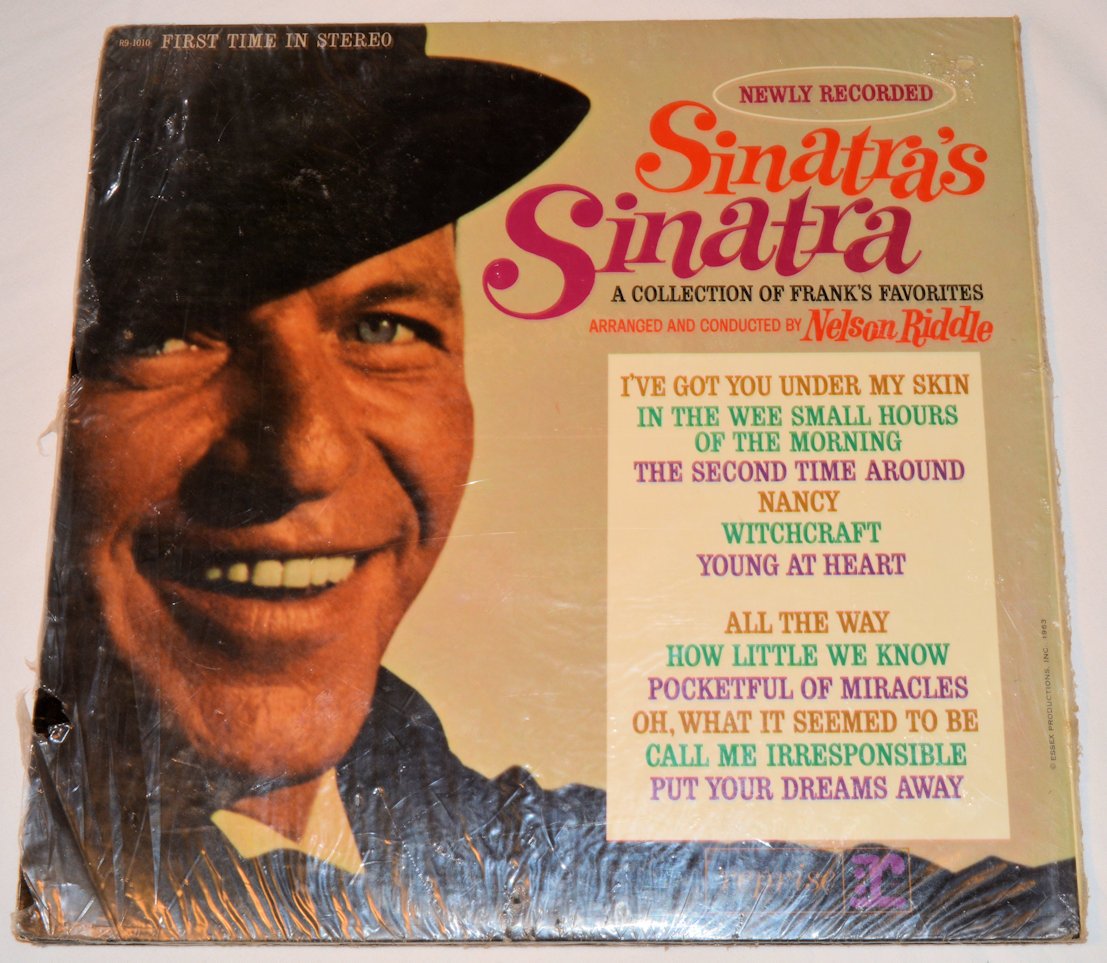 R9-1010 FIRST TIME IN STEREO
NEWLY RECORDED
Sinatra's
Sinatra
A COLLECTION OF FRANK'S FAVORITES
ARRANGED AND CONDUCTED BY Nelson Riddle
I'VE GOT YOU UNDER MY SKIN
IN THE WEE SMALL HOURS
OF THE MORNING
THE SECOND TIME AROUND
NANCY
WITCHCRAFT
YOUNG AT HEART
ALL THE WAY
HOW LITTLE WE KNOW
POCKETFUL OF MIRACLES
OH, WHAT IT SEEMED TO BE
CALL ME IRRESPONSIBLE
PUT YOUR DREAMS AWAY
© ESSEX PRODUCTIONS, INC. 1963
reprise